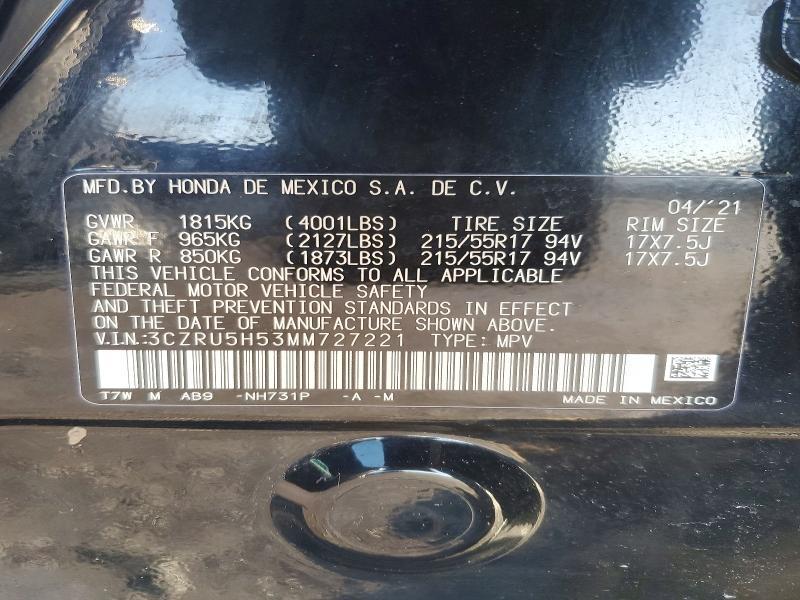 MFD.BY HONDA DE MEXICO S.A. DE C.V.
04/'21
GVWR 1815KG (4001LBS) TIRE SIZE RIM SIZE
GAWR F 965KG (2127LBS) 215/55R17 94V 17X7.5J
GAWR R 850KG (1873LBS) 215/55R17 94V 17X7.5J
THIS VEHICLE CONFORMS TO ALL APPLICABLE
FEDERAL MOTOR VEHICLE SAFETY
AND THEFT PREVENTION STANDARDS IN EFFECT
ON THE DATE OF MANUFACTURE SHOWN ABOVE.
V.I.N.:3CZRU5H53MM727221 TYPE: MPV
T7W M AB9 -NH731P -A -M MADE IN MEXICO